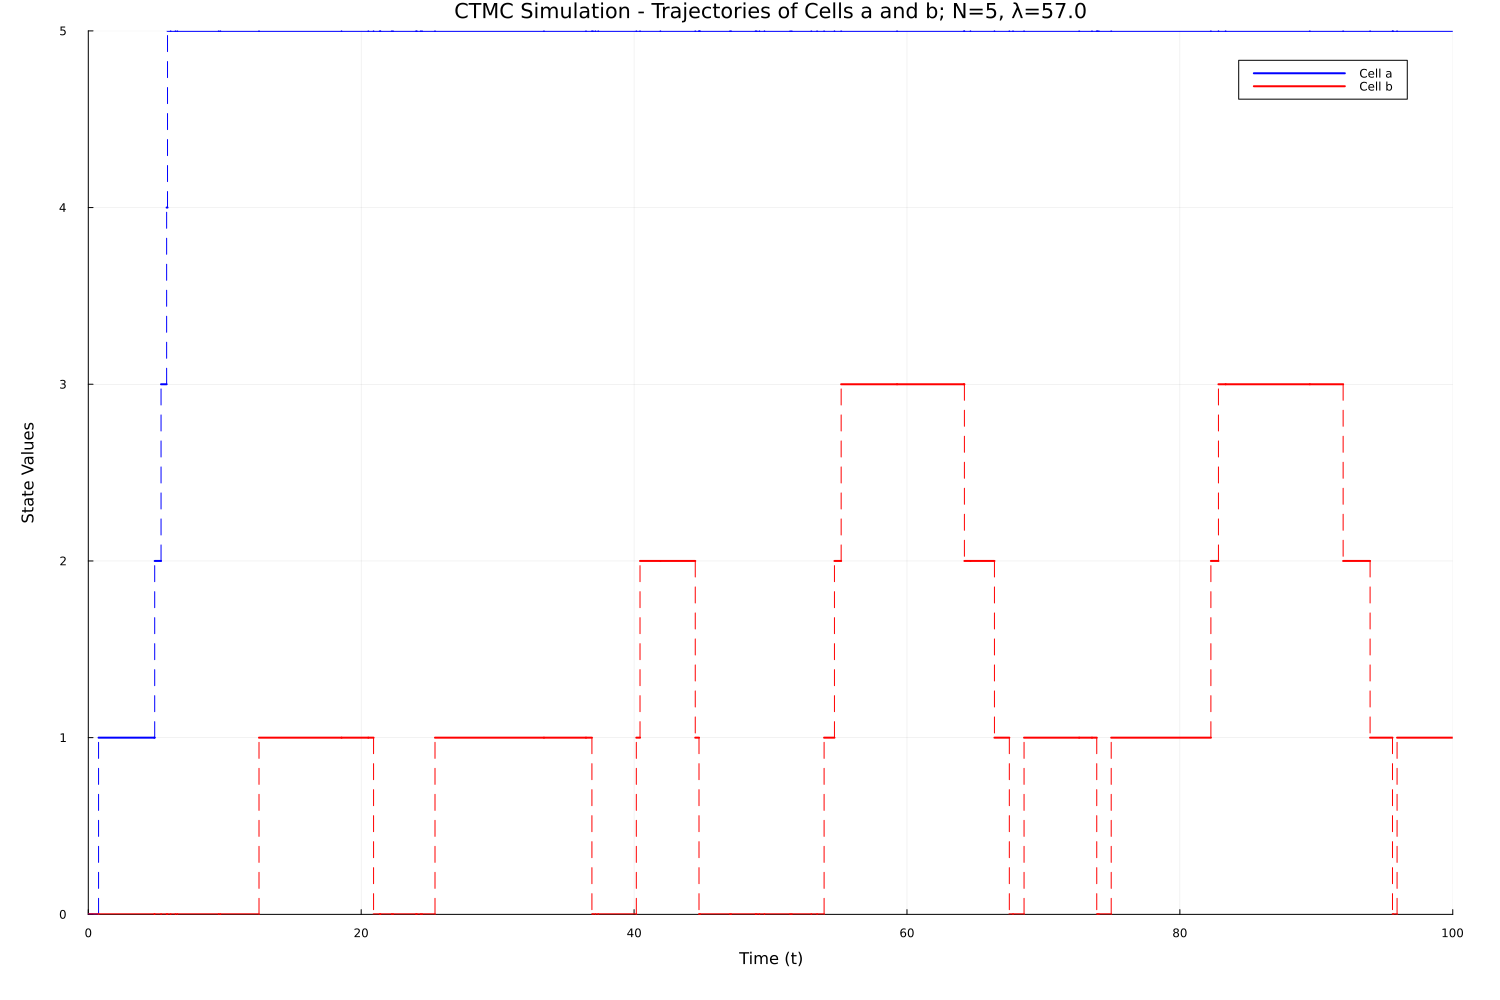 CTMC Simulation - Trajectories of Cells a and b; N=5, λ=57.0
5
Cell a
Cell b
4
3
State Values
2
1
0
0 20 40 60 80 100
Time (t)